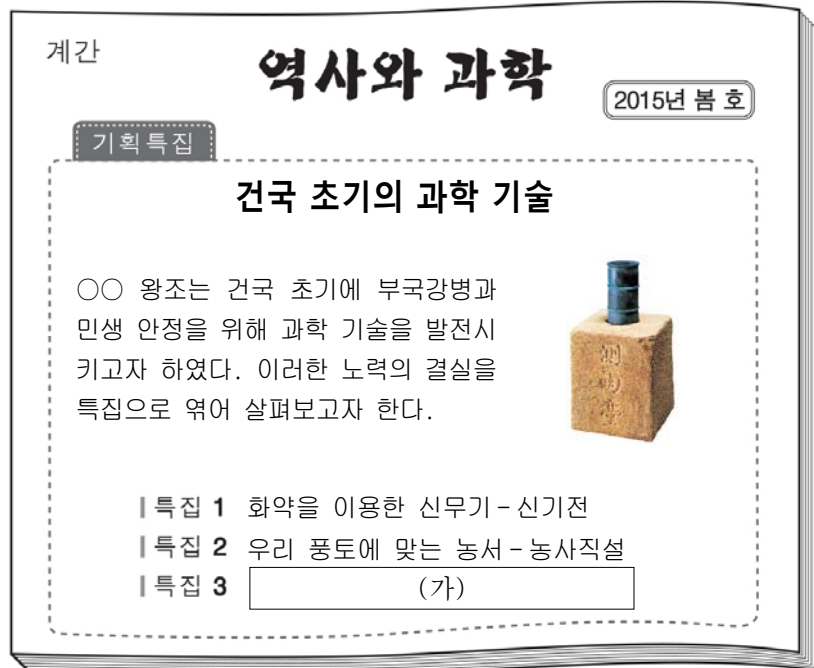 계간
역사와 과학
2015년 봄 호
기획특집
건국 초기의 과학 기술
○○ 왕조는 건국 초기에 부국강병과
민생 안정을 위해 과학 기술을 발전시
키고자 하였다. 이러한 노력의 결실을
특집으로 엮어 살펴보고자 한다.
특집 1 화약을 이용한 신무기-신기전
특집 2 우리 풍토에 맞는 농서-농사직설
특집 3 (가)